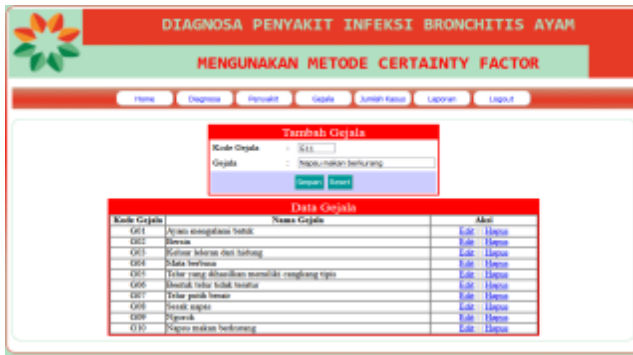 DIAGNOSA PENYAKIT INFEKSI BRONCHITIS AYAM
MENGUNAKAN METODE CERTAINTY FACTOR
Home Diagnosa Penyakit Gejala Jumlah Kasus Laporan Logout
Tambah Gejala
Kode Gejala : G11
Gejala : Napsu makan berkurang
Simpan Reset
Data Gejala
Kode Gejala Nama Gejala Aksi
G01 Ayam mengalami batuk Edit | Hapus
G02 Bersin Edit | Hapus
G03 Keluar lekeran dari hidung Edit | Hapus
G04 Mata berbusa Edit | Hapus
G05 Telur yang dihasilkan memiliki cangkang tipis Edit | Hapus
G06 Bentuk telur tidak teratur Edit | Hapus
G07 Telur putih benair Edit | Hapus
G08 Sesak napas Edit | Hapus
G09 Ngorok Edit | Hapus
G10 Napsu makan berkurang Edit | Hapus